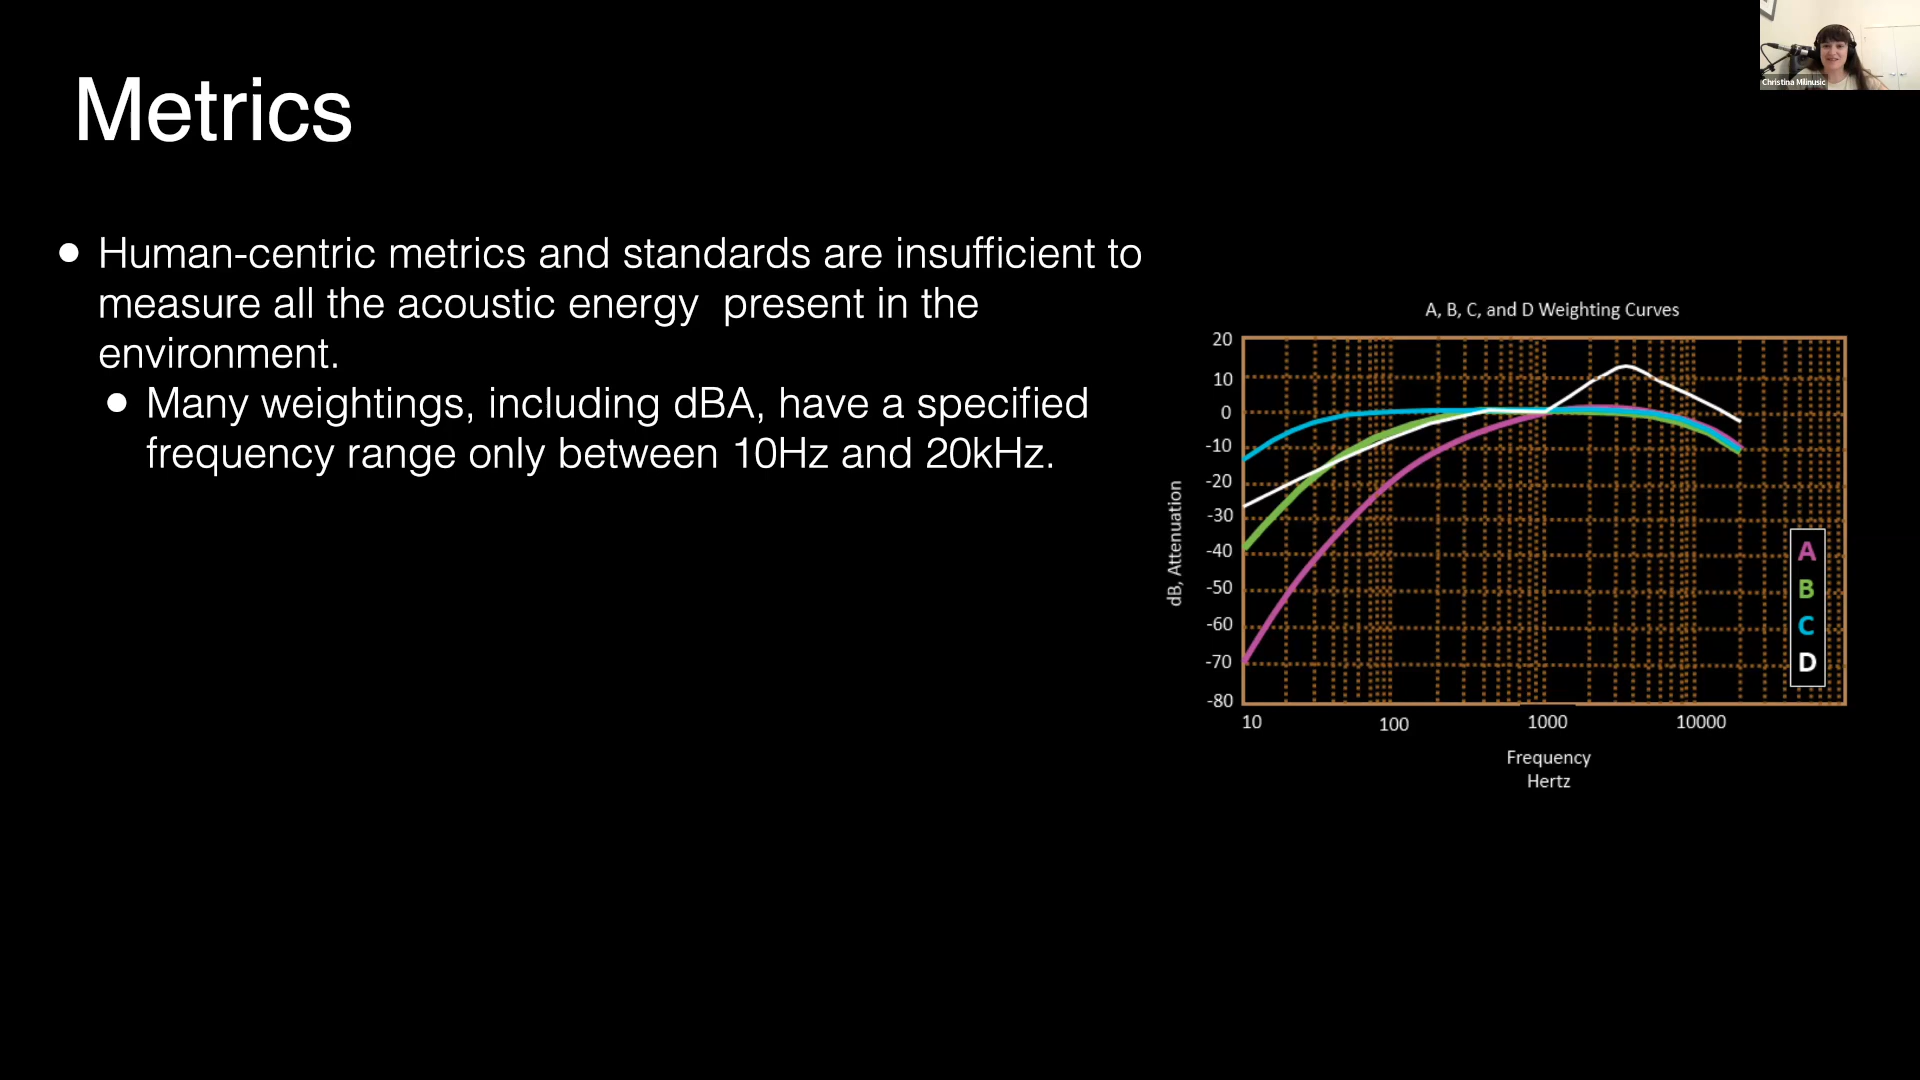 Metrics
Christina Milinusic
• Human-centric metrics and standards are insufficient to
measure all the acoustic energy  present in the
environment.
• Many weightings, including dBA, have a specified
frequency range only between 10Hz and 20kHz.
A, B, C, and D Weighting Curves
20
10
0
-10
-20
-30
-40
-50
-60
-70
-80
dB, Attenuation
A
B
C
D
10 100 1000 10000
Frequency
Hertz